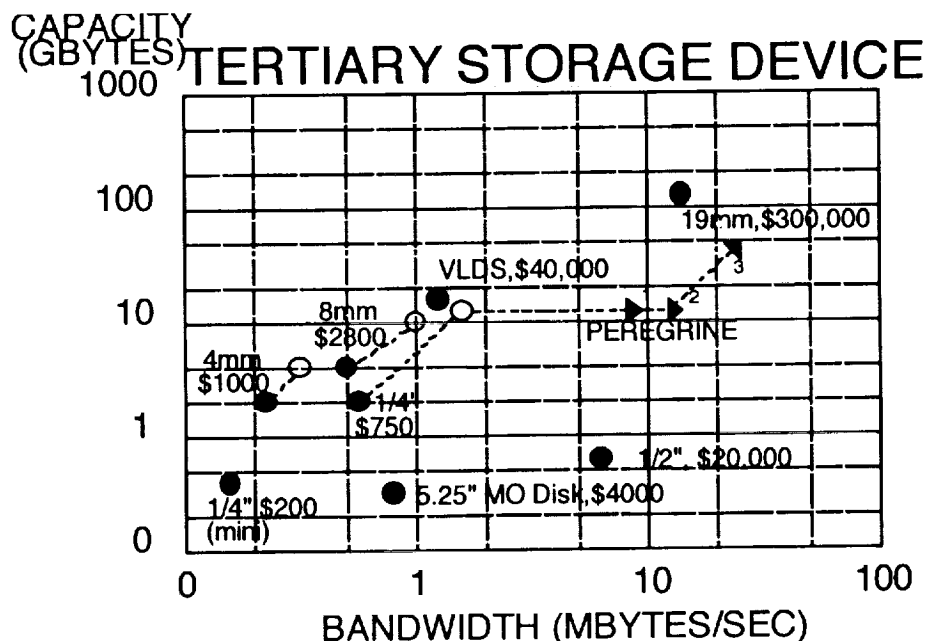 CAPACITY
(GBYTES)
TERTIARY STORAGE DEVICE
1000
100
19mm,$300,000
3
VLDS,$40,000
2
10
8mm
$2800
PEREGRINE
4mm
$1000
1/4"
$750
1
1/2", $20,000
5.25" MO Disk,$4000
1/4" $200
(mini)
0
0 1 10 100
BANDWIDTH (MBYTES/SEC)